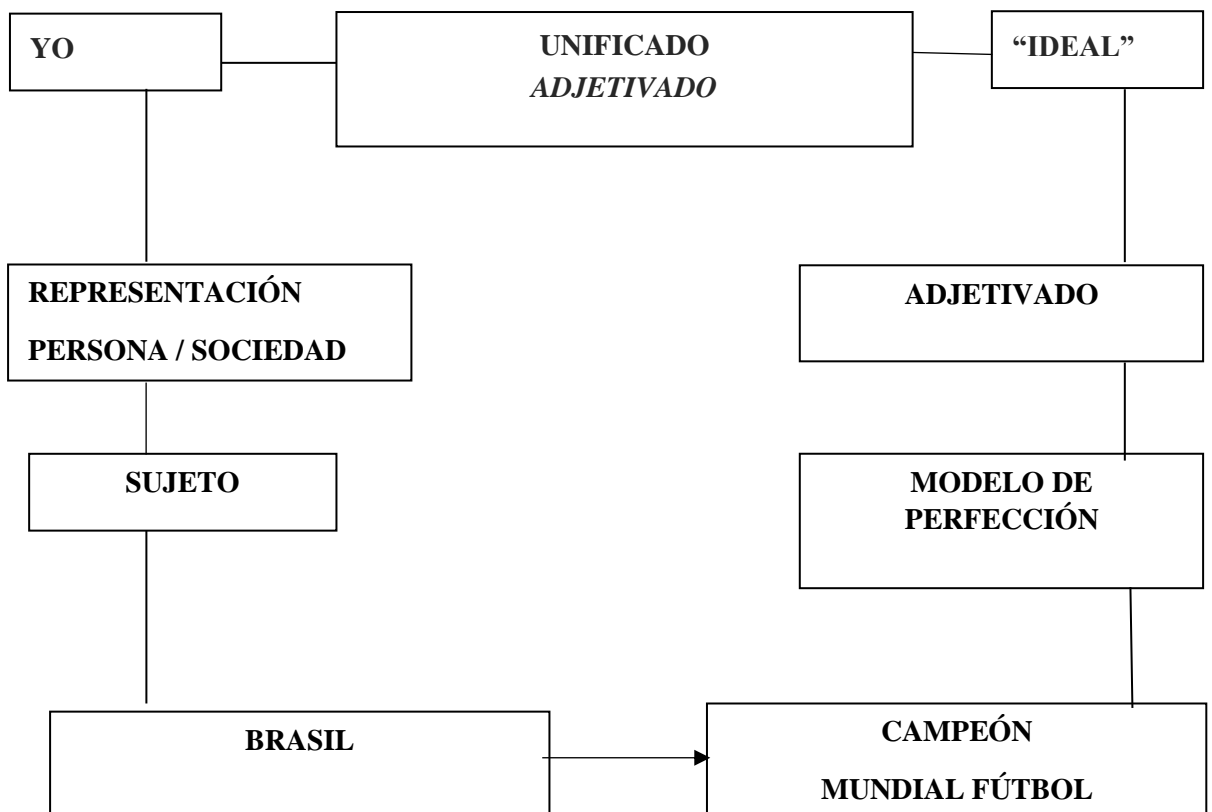 YO
UNIFICADO
ADJETIVADO
“IDEAL”
REPRESENTACIÓN
PERSONA / SOCIEDAD
ADJETIVADO
SUJETO
MODELO DE
PERFECCIÓN
BRASIL
CAMPEÓN
MUNDIAL FÚTBOL